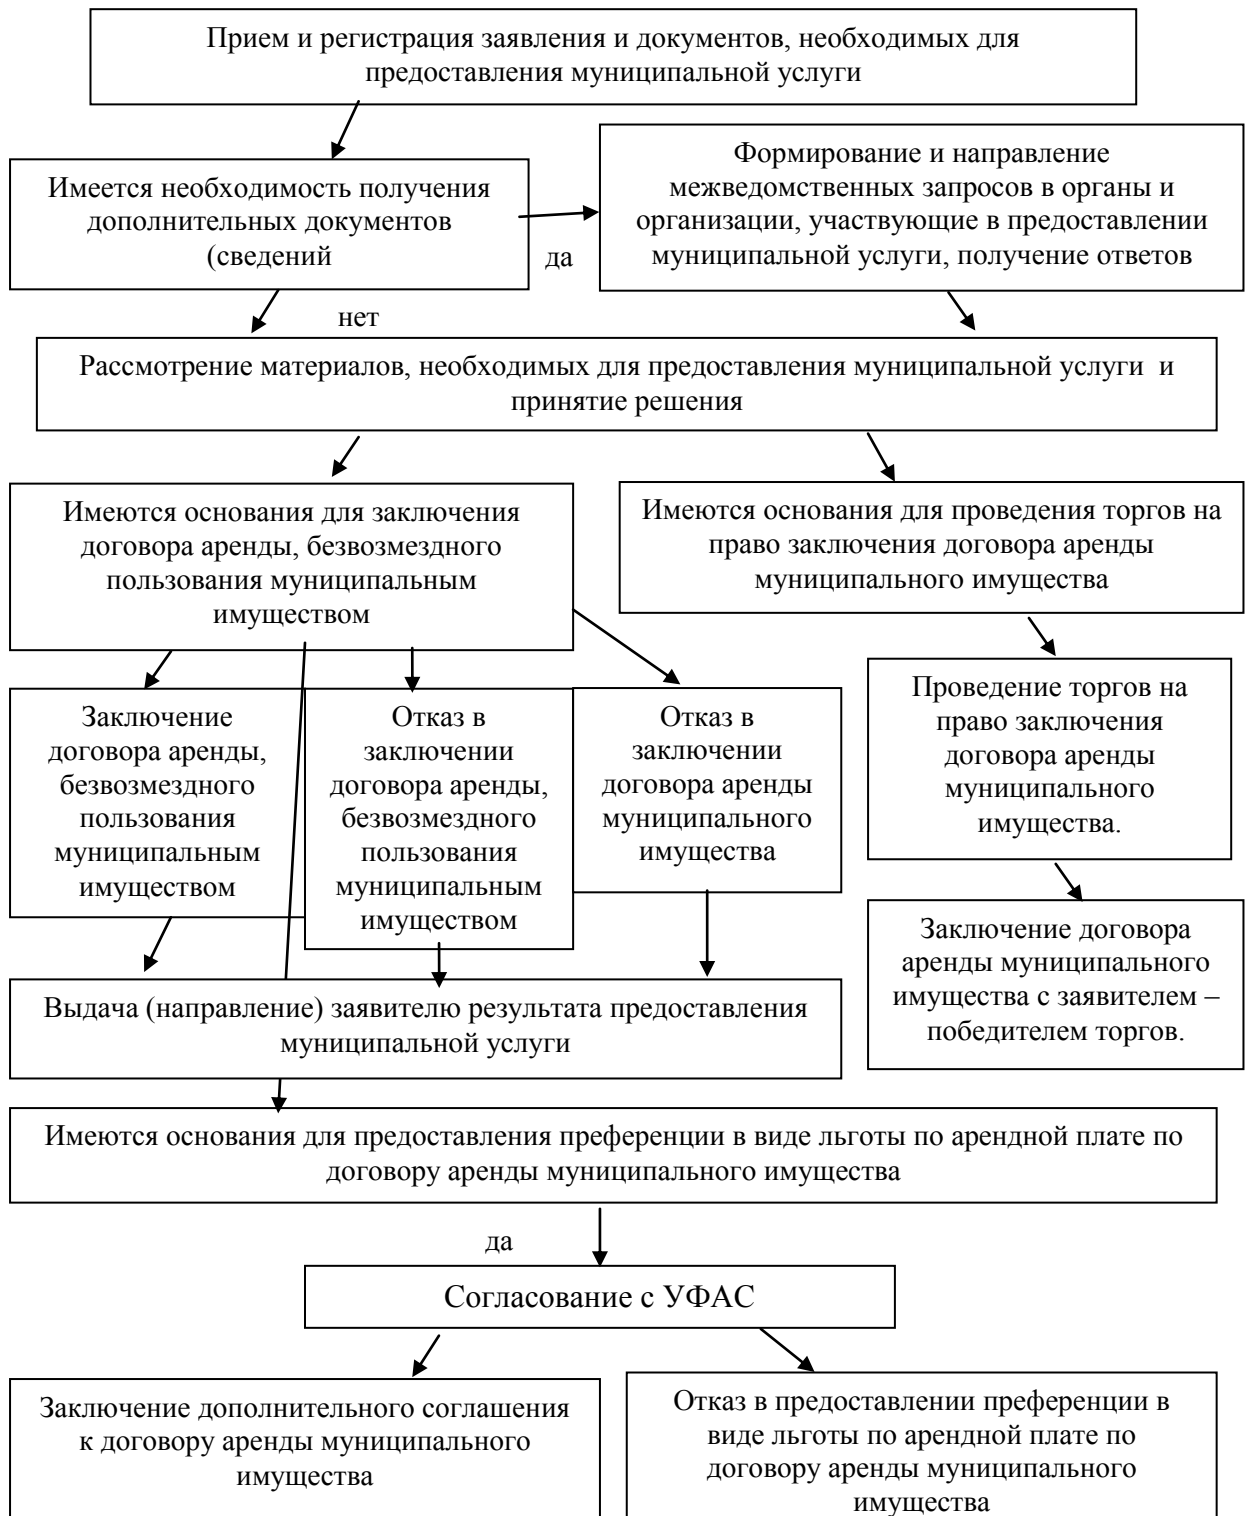 Прием и регистрация заявления и документов, необходимых для
предоставления муниципальной услуги
Имеется необходимость получения
дополнительных документов
(сведений
да
Формирование и направление
межведомственных запросов в органы и
организации, участвующие в предоставлении
муниципальной услуги, получение ответов
нет
Рассмотрение материалов, необходимых для предоставления муниципальной услуги и
принятие решения
Имеются основания для заключения
договора аренды, безвозмездного
пользования муниципальным
имуществом
Имеются основания для проведения торгов на
право заключения договора аренды
муниципального имущества
Заключение
договора аренды,
безвозмездного
пользования
муниципальным
имуществом
Отказ в
заключении
договора аренды,
безвозмездного
пользования
муниципальным
имуществом
Отказ в
заключении
договора аренды
муниципального
имущества
Проведение торгов на
право заключения
договора аренды
муниципального
имущества.
Заключение договора
аренды муниципального
имущества с заявителем –
победителем торгов.
Выдача (направление) заявителю результата предоставления
муниципальной услуги
Имеются основания для предоставления преференции в виде льготы по арендной плате по
договору аренды муниципального имущества
да
Согласование с УФАС
Заключение дополнительного соглашения
к договору аренды муниципального
имущества
Отказ в предоставлении преференции в
виде льготы по арендной плате по
договору аренды муниципального
имущества